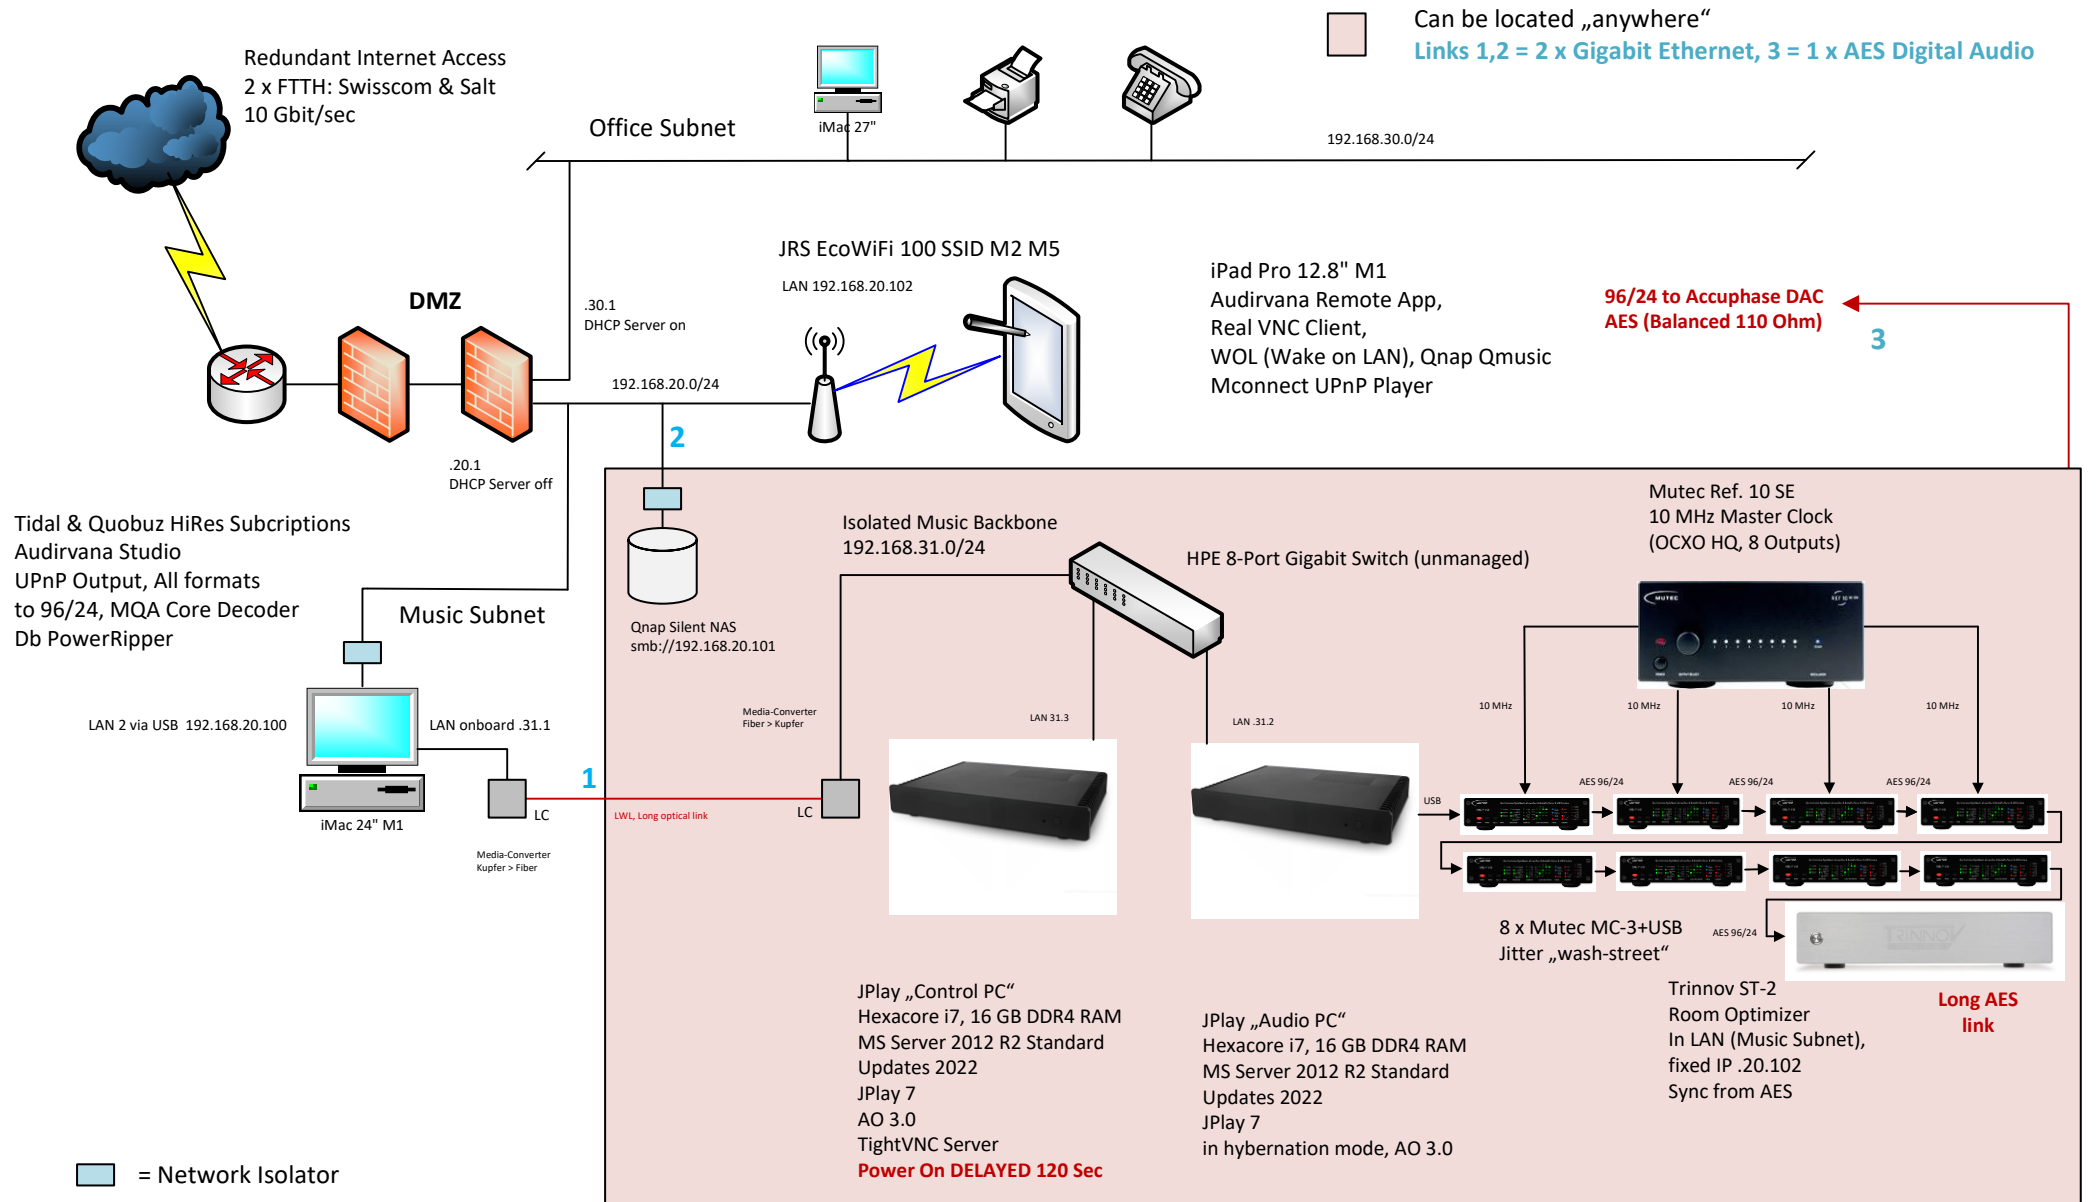 Can be located „anywhere“
Links 1,2 = 2 x Gigabit Ethernet, 3 = 1 x AES Digital Audio
Redundant Internet Access
2 x FTTH: Swisscom & Salt
10 Gbit/sec
Office Subnet
iMac 27"
192.168.30.0/24
JRS EcoWiFi 100 SSID M2 M5
LAN 192.168.20.102
DMZ
.30.1
DHCP Server on
192.168.20.0/24
iPad Pro 12.8" M1
Audirvana Remote App,
Real VNC Client,
WOL (Wake on LAN), Qnap Qmusic
Mconnect UPnP Player
96/24 to Accuphase DAC
AES (Balanced 110 Ohm)
3
2
.20.1
DHCP Server off
Tidal & Quobuz HiRes Subcriptions
Audirvana Studio
UPnP Output, All formats
to 96/24, MQA Core Decoder
Db PowerRipper
Music Subnet
Qnap Silent NAS
smb://192.168.20.101
Isolated Music Backbone
192.168.31.0/24
HPE 8-Port Gigabit Switch (unmanaged)
Mutec Ref. 10 SE
10 MHz Master Clock
(OCXO HQ, 8 Outputs)
MUTEC
LAN 2 via USB 192.168.20.100
LAN onboard .31.1
iMac 24" M1
LC
Media-Converter
Kupfer > Fiber
1
LWL, Long optical link
LC
Media-Converter
Fiber > Kupfer
LAN 31.3
LAN .31.2
USB
10 MHz
10 MHz
10 MHz
10 MHz
AES 96/24
AES 96/24
AES 96/24
8 x Mutec MC-3+USB
Jitter „wash-street“
AES 96/24
TRINNOV
Trinnov ST-2
Room Optimizer
In LAN (Music Subnet),
fixed IP .20.102
Sync from AES
Long AES
link
JPlay „Control PC“
Hexacore i7, 16 GB DDR4 RAM
MS Server 2012 R2 Standard
Updates 2022
JPlay 7
AO 3.0
TightVNC Server
Power On DELAYED 120 Sec
JPlay „Audio PC“
Hexacore i7, 16 GB DDR4 RAM
MS Server 2012 R2 Standard
Updates 2022
JPlay 7
in hybernation mode, AO 3.0
= Network Isolator